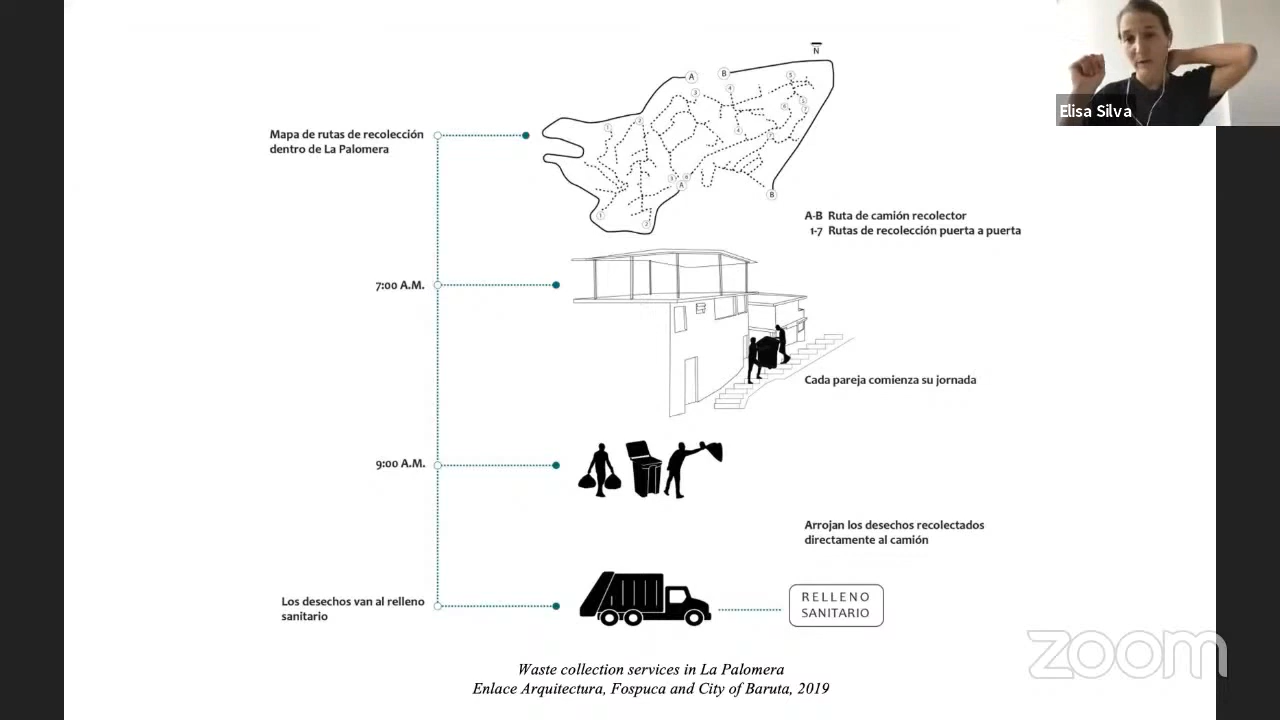 N
A
B
Elisa Silva
Mapa de rutas de recolección
dentro de La Palomera
A
B
A-B Ruta de camión recolector
1-7 Rutas de recolección puerta a puerta
7:00 A.M.
Cada pareja comienza su jornada
9:00 A.M.
Arrojan los desechos recolectados
directamente al camión
Los desechos van al relleno
sanitario
RELLENO
SANITARIO
zoom
Waste collection services in La Palomera
Enlace Arquitectura, Fospuca and City of Baruta, 2019